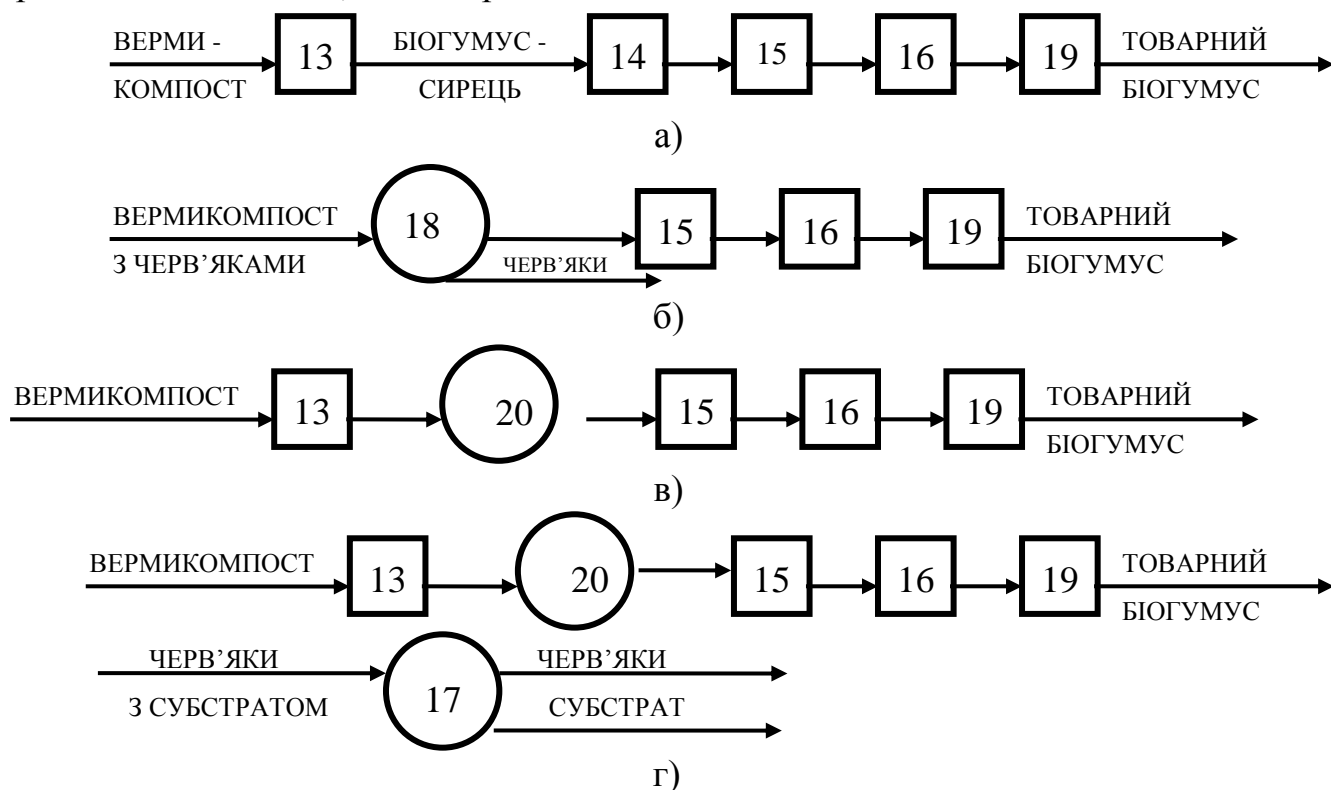 ВЕРМИ - БІОГУМУС - ТОВАРНИЙ
13 14 15 16 19
КОМПОСТ СИРЕЦЬ БІОГУМУС
а)
ВЕРМИКОМПОСТ ТОВАРНИЙ
18 15 16 19
З ЧЕРВ’ЯКАМИ ЧЕРВ’ЯКИ БІОГУМУС
б)
ВЕРМИКОМПОСТ ТОВАРНИЙ
13 20 15 16 19
БІОГУМУС
в)
ВЕРМИКОМПОСТ ТОВАРНИЙ
13 20 15 16 19
БІОГУМУС
ЧЕРВ’ЯКИ ЧЕРВ’ЯКИ
З СУБСТРАТОМ 17 СУБСТРАТ
г)